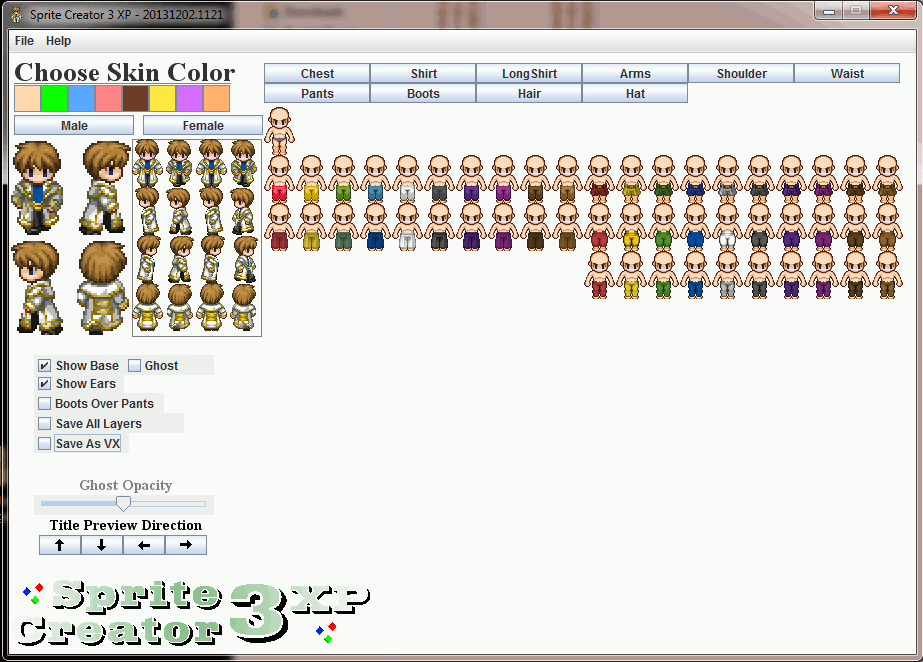 Sprite Creator 3 XP - 20131202.1121
File Help
Choose Skin Color
Chest Shirt LongShirt Arms Shoulder Waist
Pants Boots Hair Hat
Male Female
Show Base Ghost
Show Ears
Boots Over Pants
Save All Layers
Save As VX
Ghost Opacity
Title Preview Direction
Sprite 3 XP
Creator